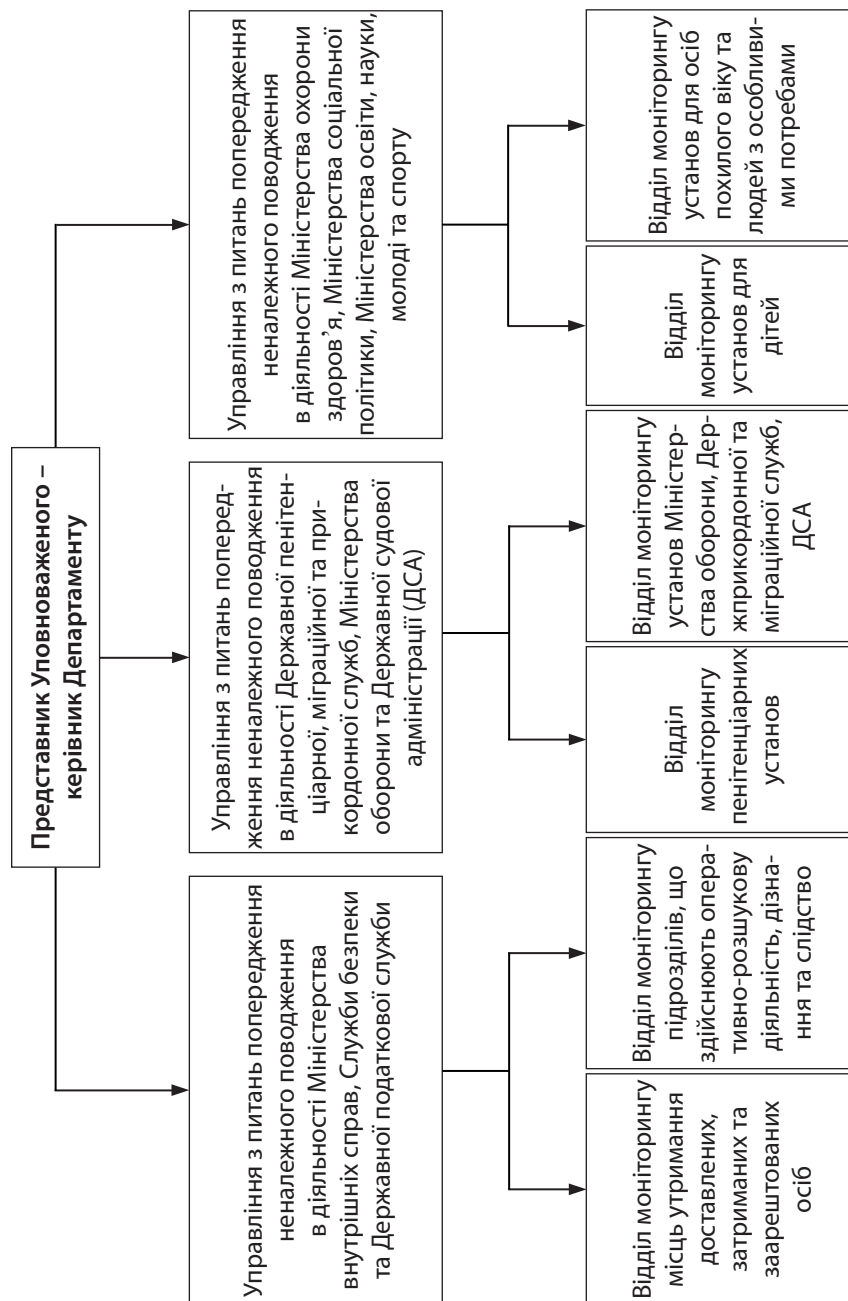 Представник Уповноваженого –
керівник Департаменту
Управління з питань попередження
неналежного поводження
в діяльності Міністерства
внутрішніх справ, Служби безпеки
та Державної податкової служби
Управління з питань поперед-
ження неналежного поводження
в діяльності Державної пенітен-
ціарної, міграційної та при-
кордонної служб, Міністерства
оборони та Державної судової
адміністрації (ДСА)
Управління з питань попередження
неналежного поводження
в діяльності Міністерства охорони
здоров’я, Міністерства соціальної
політики, Міністерства освіти, науки,
молоді та спорту
Відділ моніторингу
місць утримання
доставлених,
затриманих та
заарештованих
осіб
Відділ моніторингу
підрозділів, що
здійснюють опера-
тивно-розшукову
діяльність, дізна-
ння та слідство
Відділ
моніторингу
пенітенціарних
установ
Відділ моніторингу
установ Міністер-
ства оборони, Дер-
жприкордонної та
міграційної служб,
ДСА
Відділ
моніторингу
установ для
дітей
Відділ моніторингу
установ для осіб
похилого віку та
людей з особливи-
ми потребами